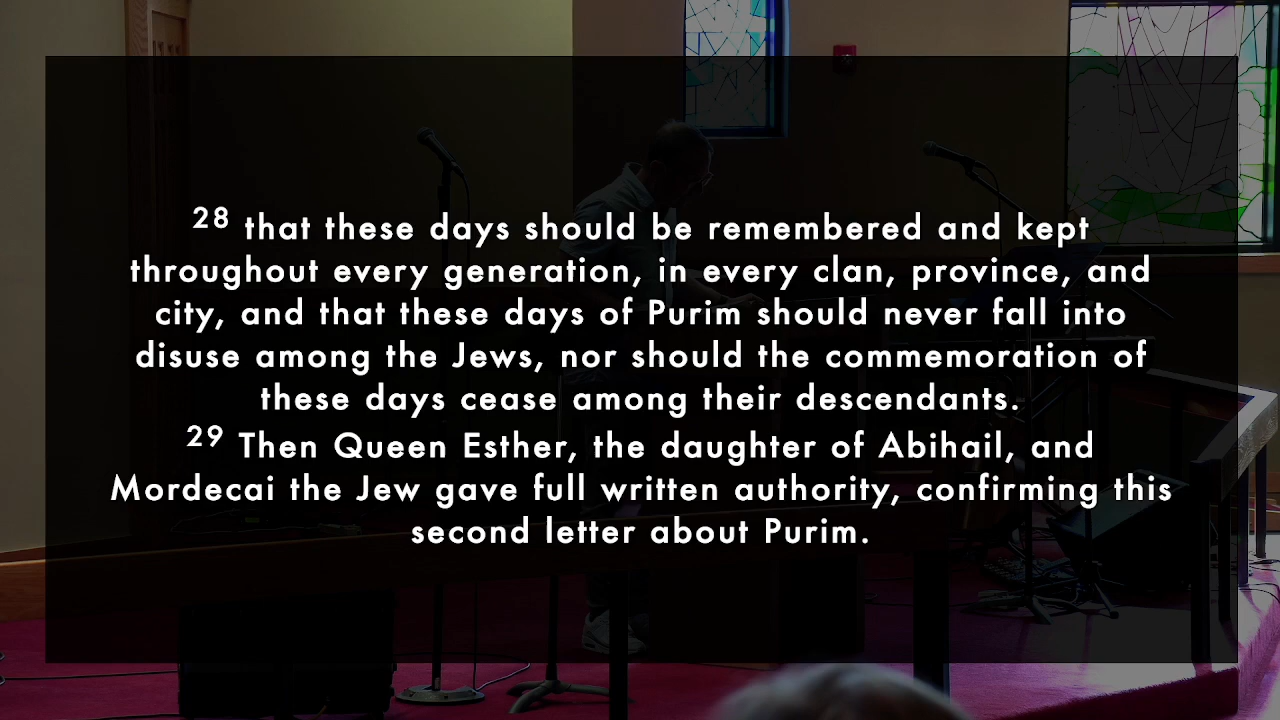 28 that these days should be remembered and kept
throughout every generation, in every clan, province, and
city, and that these days of Purim should never fall into
disuse among the Jews, nor should the commemoration of
these days cease among their descendants.
29 Then Queen Esther, the daughter of Abihail, and
Mordecai the Jew gave full written authority, confirming this
second letter about Purim.